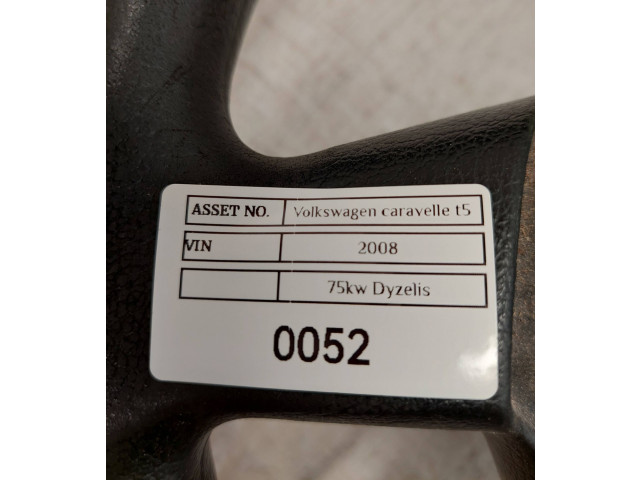 ASSET NO. Volkswagen caravelle t5
VIN 2008
75kw Dyzelis
0052